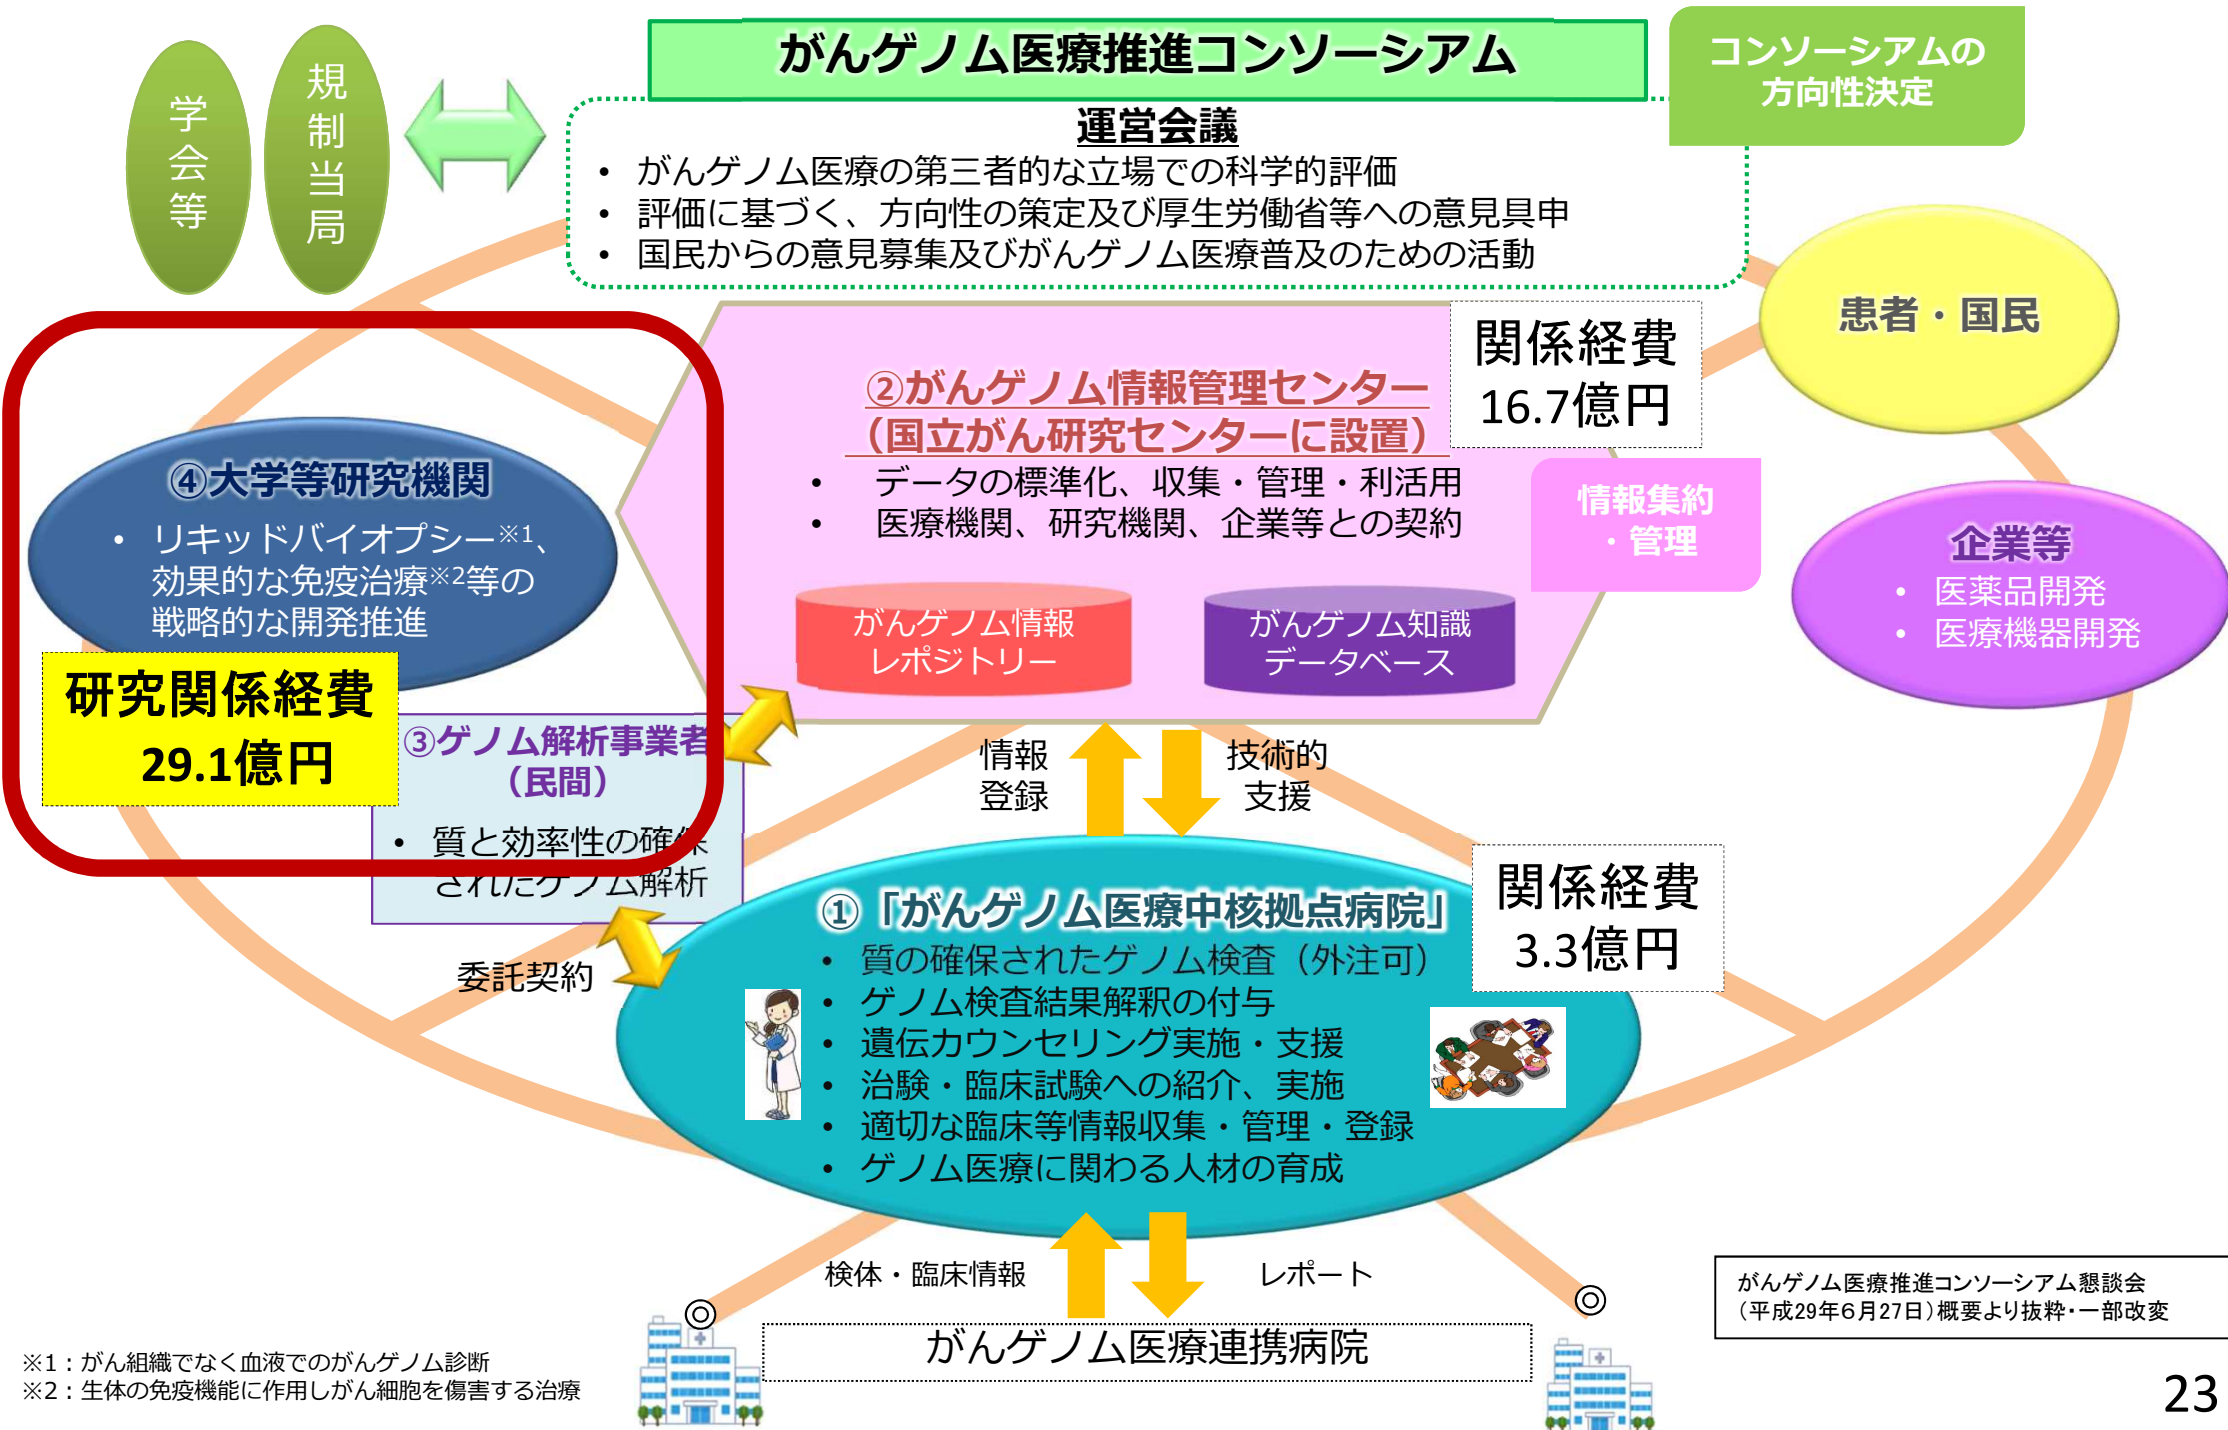 がんゲノム医療推進コンソーシアム
コンソーシアムの
方向性決定
学会等
規制当局
運営会議
• がんゲノム医療の第三者的な立場での科学的評価
• 評価に基づく、方向性の策定及び厚生労働省等への意見具申
• 国民からの意見募集及びがんゲノム医療普及のための活動
患者・国民
関係経費
16.7億円
②がんゲノム情報管理センター
（国立がん研究センターに設置）
• データの標準化、収集・管理・利活用
• 医療機関、研究機関、企業等との契約
情報集約
・管理
がんゲノム情報
レポジトリー
がんゲノム知識
データベース
企業等
• 医薬品開発
• 医療機器開発
④大学等研究機関
• リキッドバイオプシー※1、
効果的な免疫治療※2等の
戦略的な開発推進
研究関係経費
29.1億円
③ゲノム解析事業者
（民間）
• 質と効率性の確保
されたゲノム解析
情報
登録
技術的
支援
委託契約
関係経費
3.3億円
①「がんゲノム医療中核拠点病院」
• 質の確保されたゲノム検査（外注可）
• ゲノム検査結果解釈の付与
• 遺伝カウンセリング実施・支援
• 治験・臨床試験への紹介、実施
• 適切な臨床等情報収集・管理・登録
• ゲノム医療に関わる人材の育成
検体・臨床情報
レポート
がんゲノム医療連携病院
がんゲノム医療推進コンソーシアム懇談会
（平成29年６月27日）概要より抜粋・一部改変
※1：がん組織でなく血液でのがんゲノム診断
※2：生体の免疫機能に作用しがん細胞を傷害する治療
23